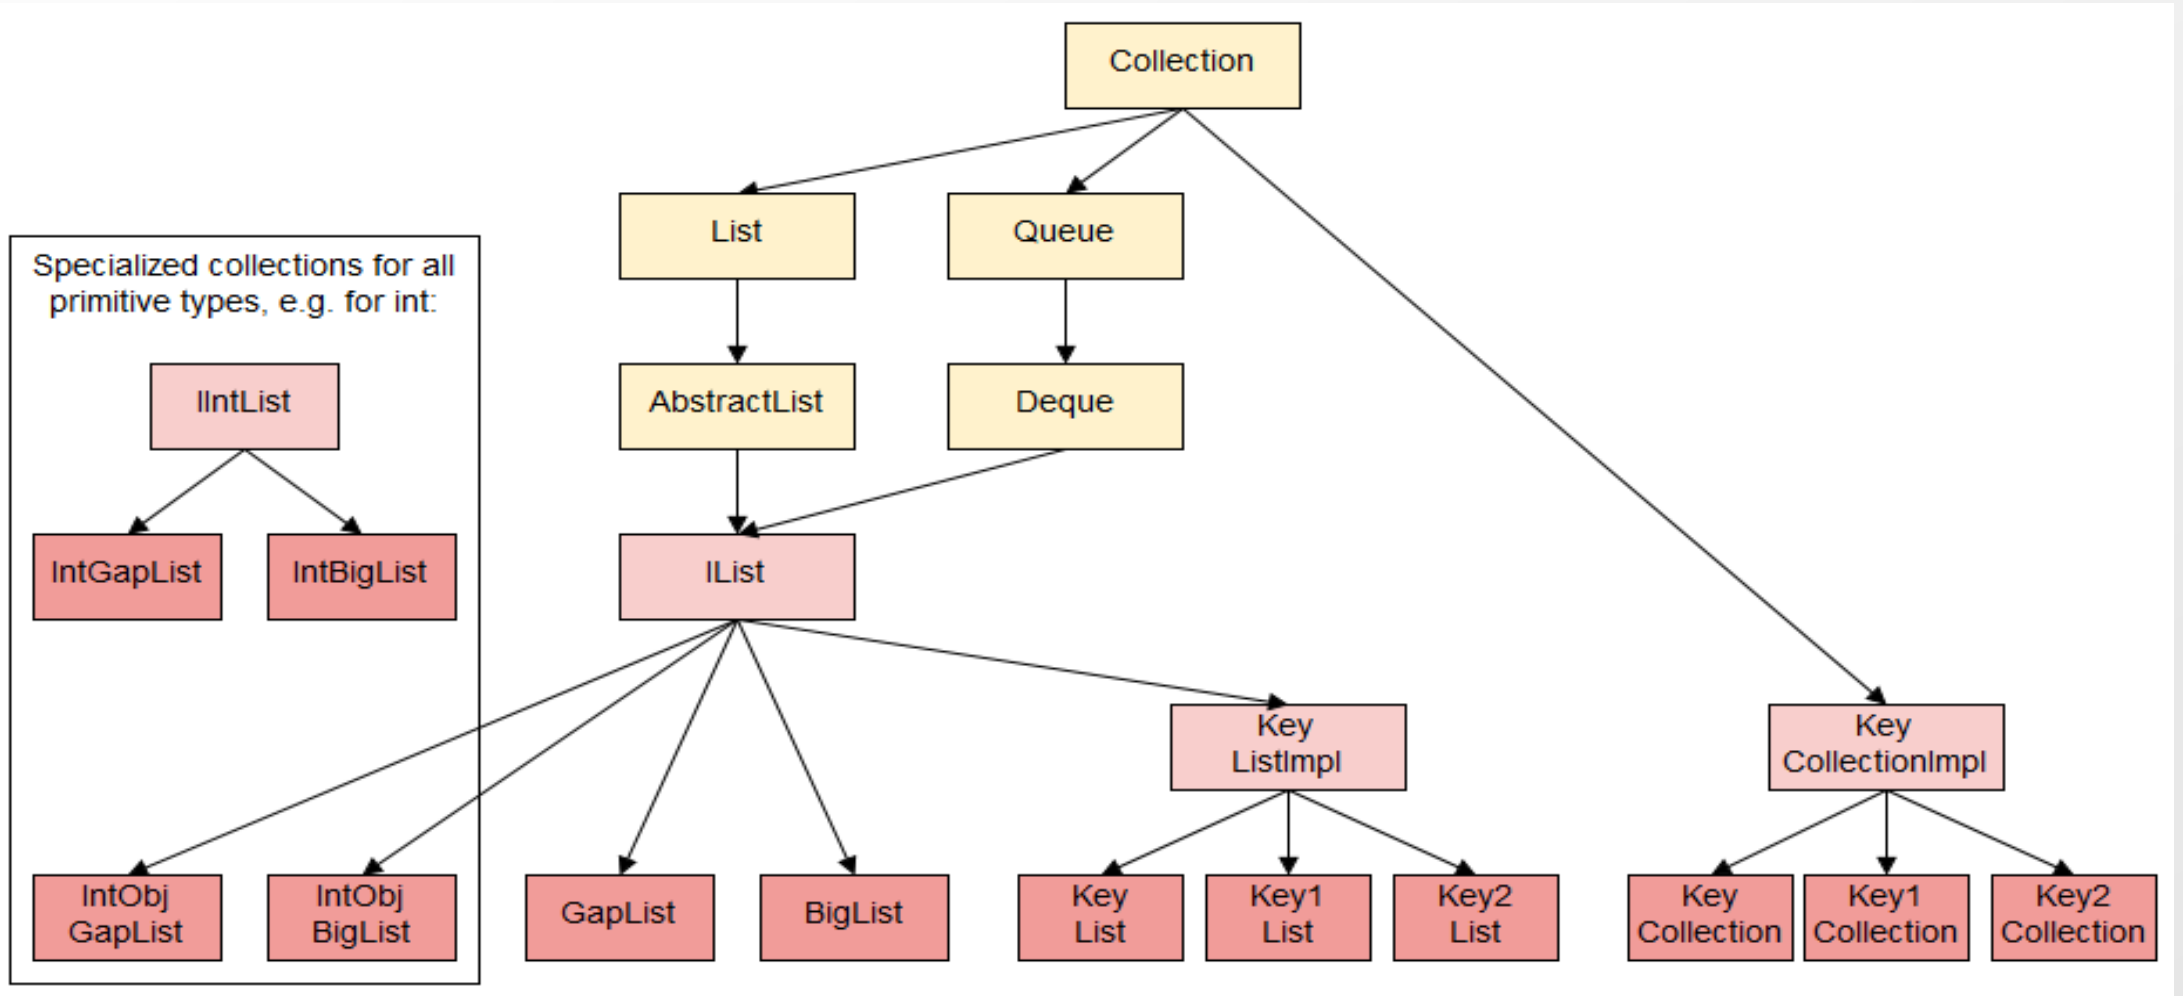 Collection
List
Queue
Specialized collections for all
primitive types, e.g. for int:
IIntList
AbstractList
Deque
IntGapList
IntBigList
IList
Key
ListImpl
Key
CollectionImpl
IntObj
GapList
IntObj
BigList
GapList
BigList
Key
List
Key1
List
Key2
List
Key
Collection
Key1
Collection
Key2
Collection